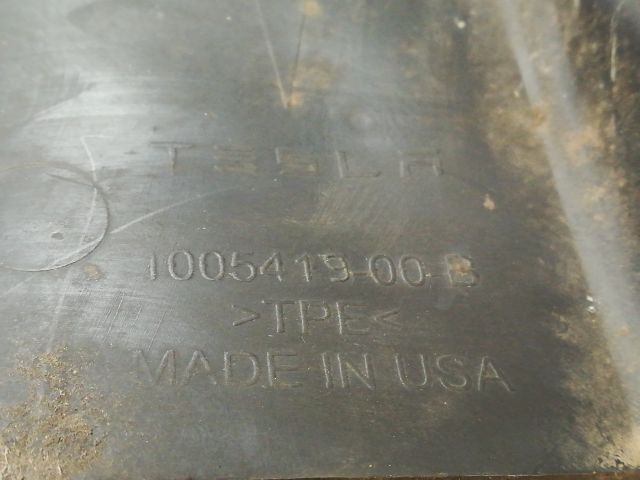 TESLA
1005419-00-B
>TPE<
MADE IN USA